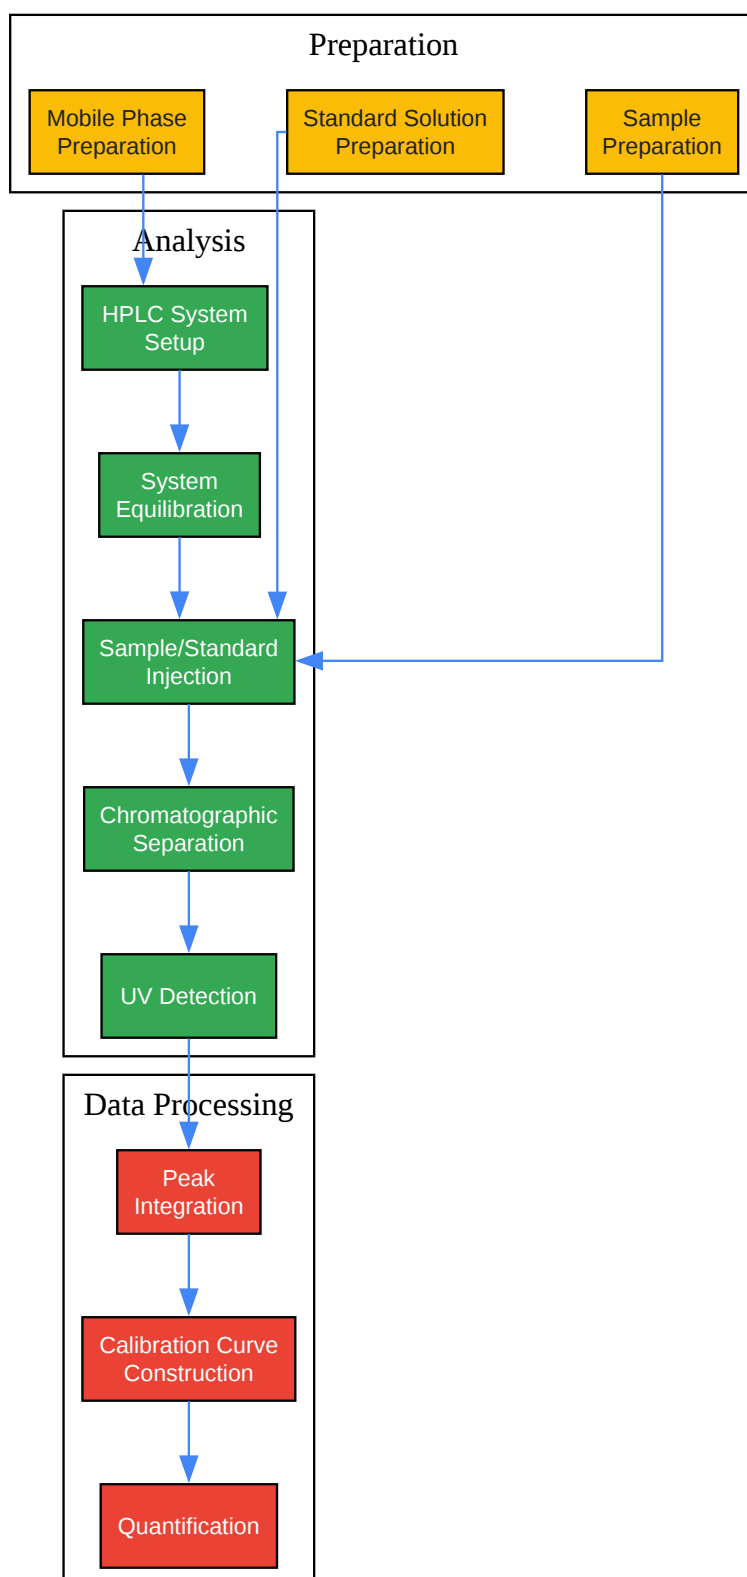 Preparation
Mobile Phase
Preparation
Standard Solution
Preparation
Sample
Preparation
Analysis
HPLC System
Setup
System
Equilibration
Sample/Standard
Injection
Chromatographic
Separation
UV Detection
Data Processing
Peak
Integration
Calibration Curve
Construction
Quantification